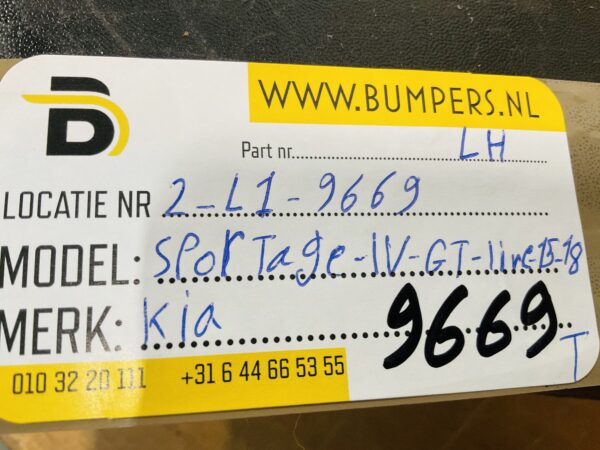 B
WWW.BUMPERS.NL
Part nr. LH
LOCATIE NR 2-L1-9669
MODEL: SPORTage-IV-GT-line-15-18
MERK: Kia
9669
T
010 32 20 111 +31 6 44 66 53 55